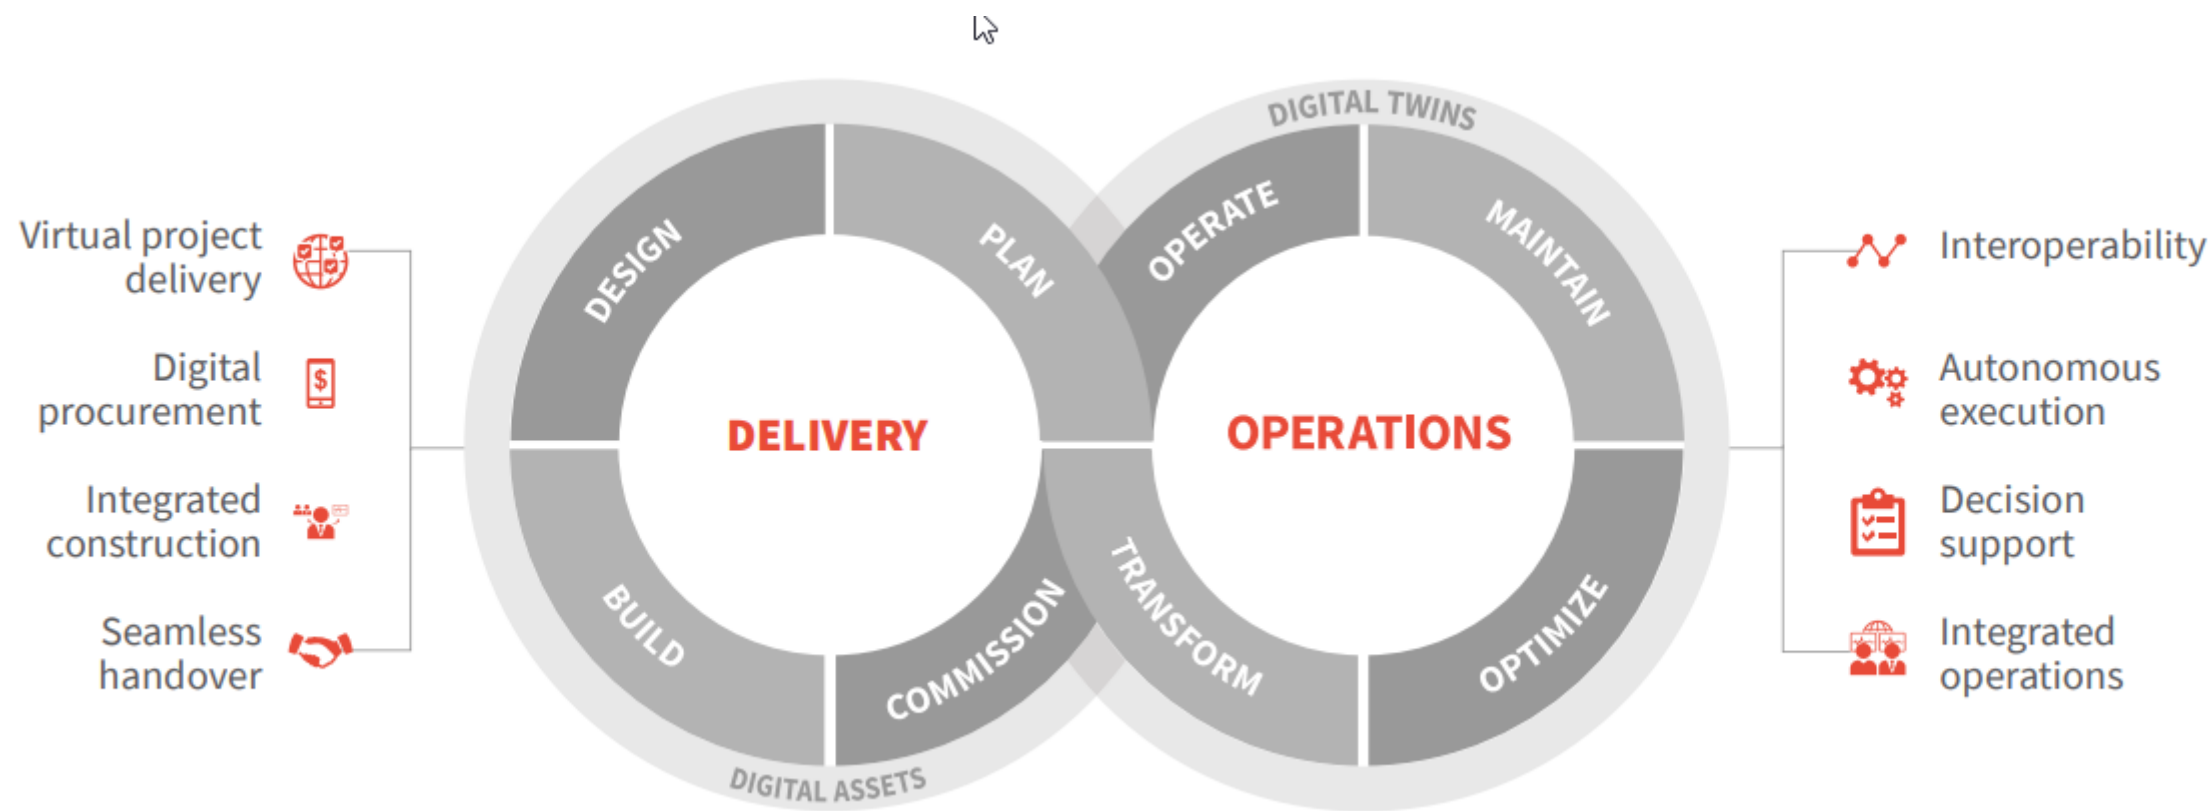 Virtual project
delivery
Digital
procurement
Integrated
construction
Seamless
handover
$
DESIGN
PLAN
BUILD
COMMISSION
DELIVERY
DIGITAL ASSETS
DIGITAL TWINS
OPERATE
MAINTAIN
TRANSFORM
OPTIMIZE
OPERATIONS
Interoperability
Autonomous
execution
Decision
support
Integrated
operations